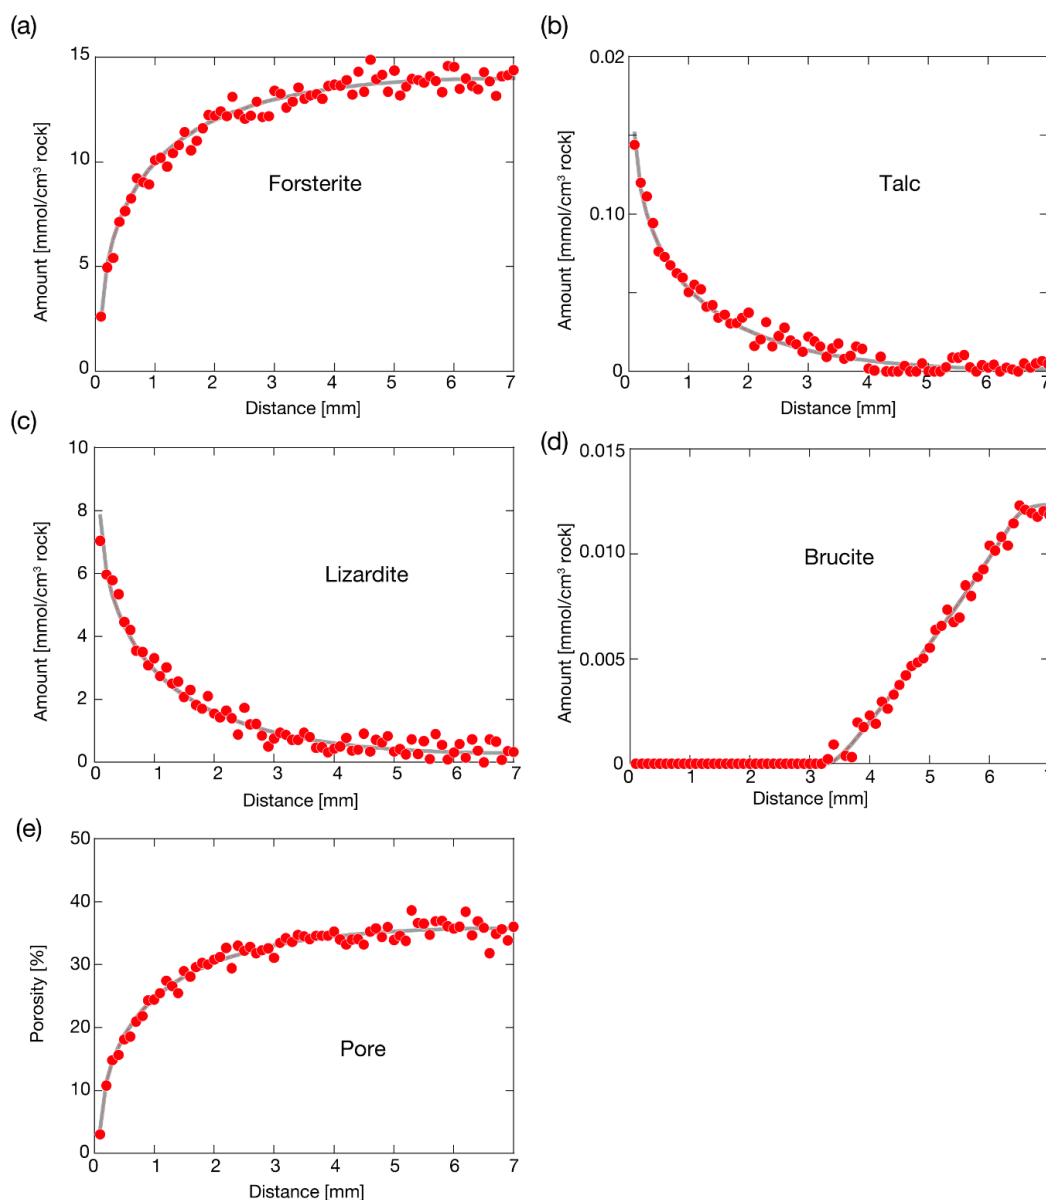 (a)
15
10
5
0
0 1 2 3 4 5 6 7
Amount [mmol/cm³ rock]
Forsterite
Distance [mm]
(b)
0.02
0.10
0
0 1 2 3 4 5 6 7
Amount [mmol/cm³ rock]
Talc
Distance [mm]
(c)
10
8
6
4
2
0
0 1 2 3 4 5 6 7
Amount [mmol/cm³ rock]
Lizardite
Distance [mm]
(d)
0.015
0.010
0.005
0
0 1 2 3 4 5 6 7
Amount [mmol/cm³ rock]
Brucite
Distance [mm]
(e)
50
40
30
20
10
0
0 1 2 3 4 5 6 7
Porosity [%]
Pore
Distance [mm]